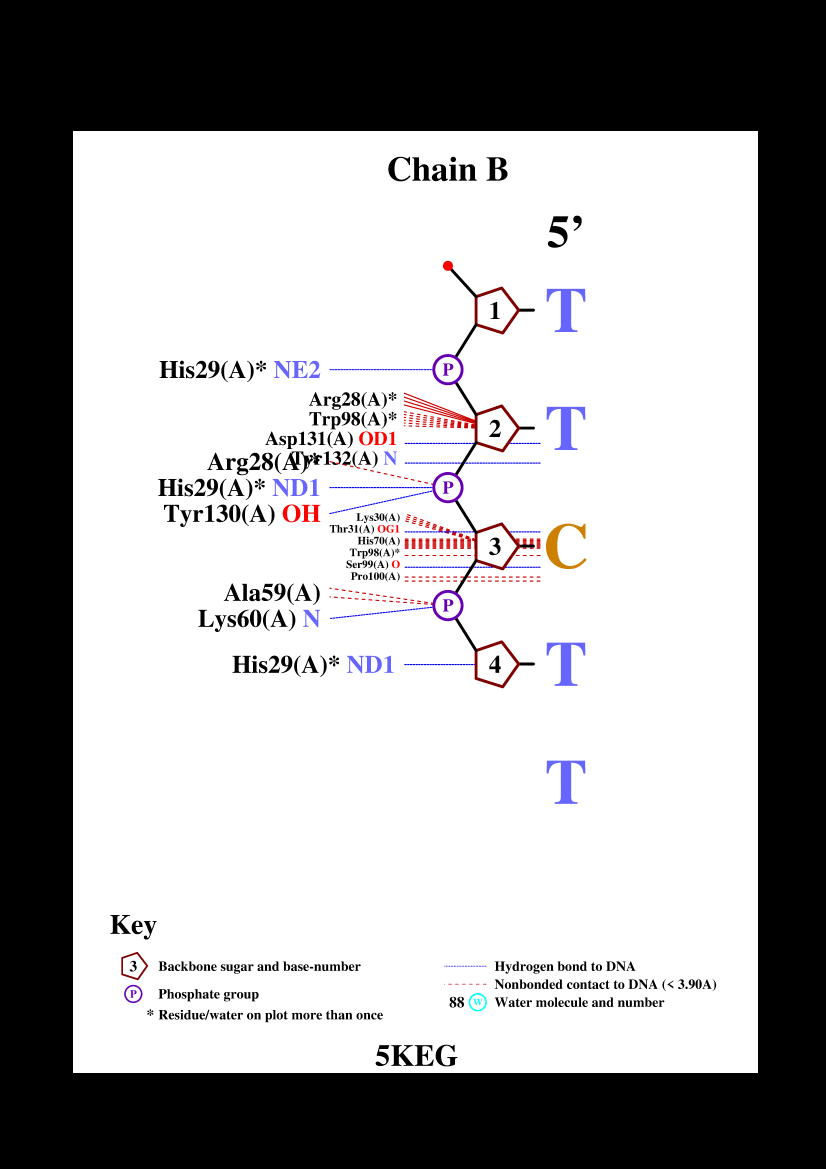 Chain B
5’
1 T
His29(A)* NE2 P
Arg28(A)*
Trp98(A)*
2 T
Asp131(A) OD1
Tyr132(A) N
Arg28(A)*
His29(A)* ND1 P
Tyr130(A) OH
Lys30(A)
Thr31(A) OG1
His70(A)
3 C
Trp98(A)*
Ser99(A) O
Pro100(A)
Ala59(A)
P
Lys60(A) N
His29(A)* ND1 4 T
T
Key
3 Backbone sugar and base-number
P Phosphate group
* Residue/water on plot more than once
Hydrogen bond to DNA
Nonbonded contact to DNA (< 3.90A)
88 W Water molecule and number
5KEG